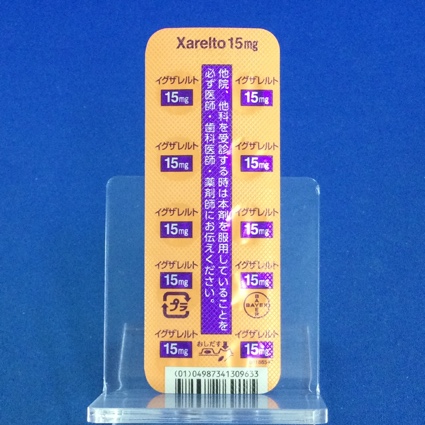 Xarelto 15mg
イグザレルト イグザレルト
15mg 15mg
他院、他科を受診する時は本剤を服用していることを
必ず医師・歯科医師・薬剤師にお伝えください。
イグザレルト イグザレルト
15mg 15mg
イグザレルト イグザレルト
15mg 15mg
イグザレルト イグザレルト
15mg 15mg
プラ
BAYER
BAYER
イグザレルト イグザレルト
15mg 15mg
おしだす
(01)04987341309633